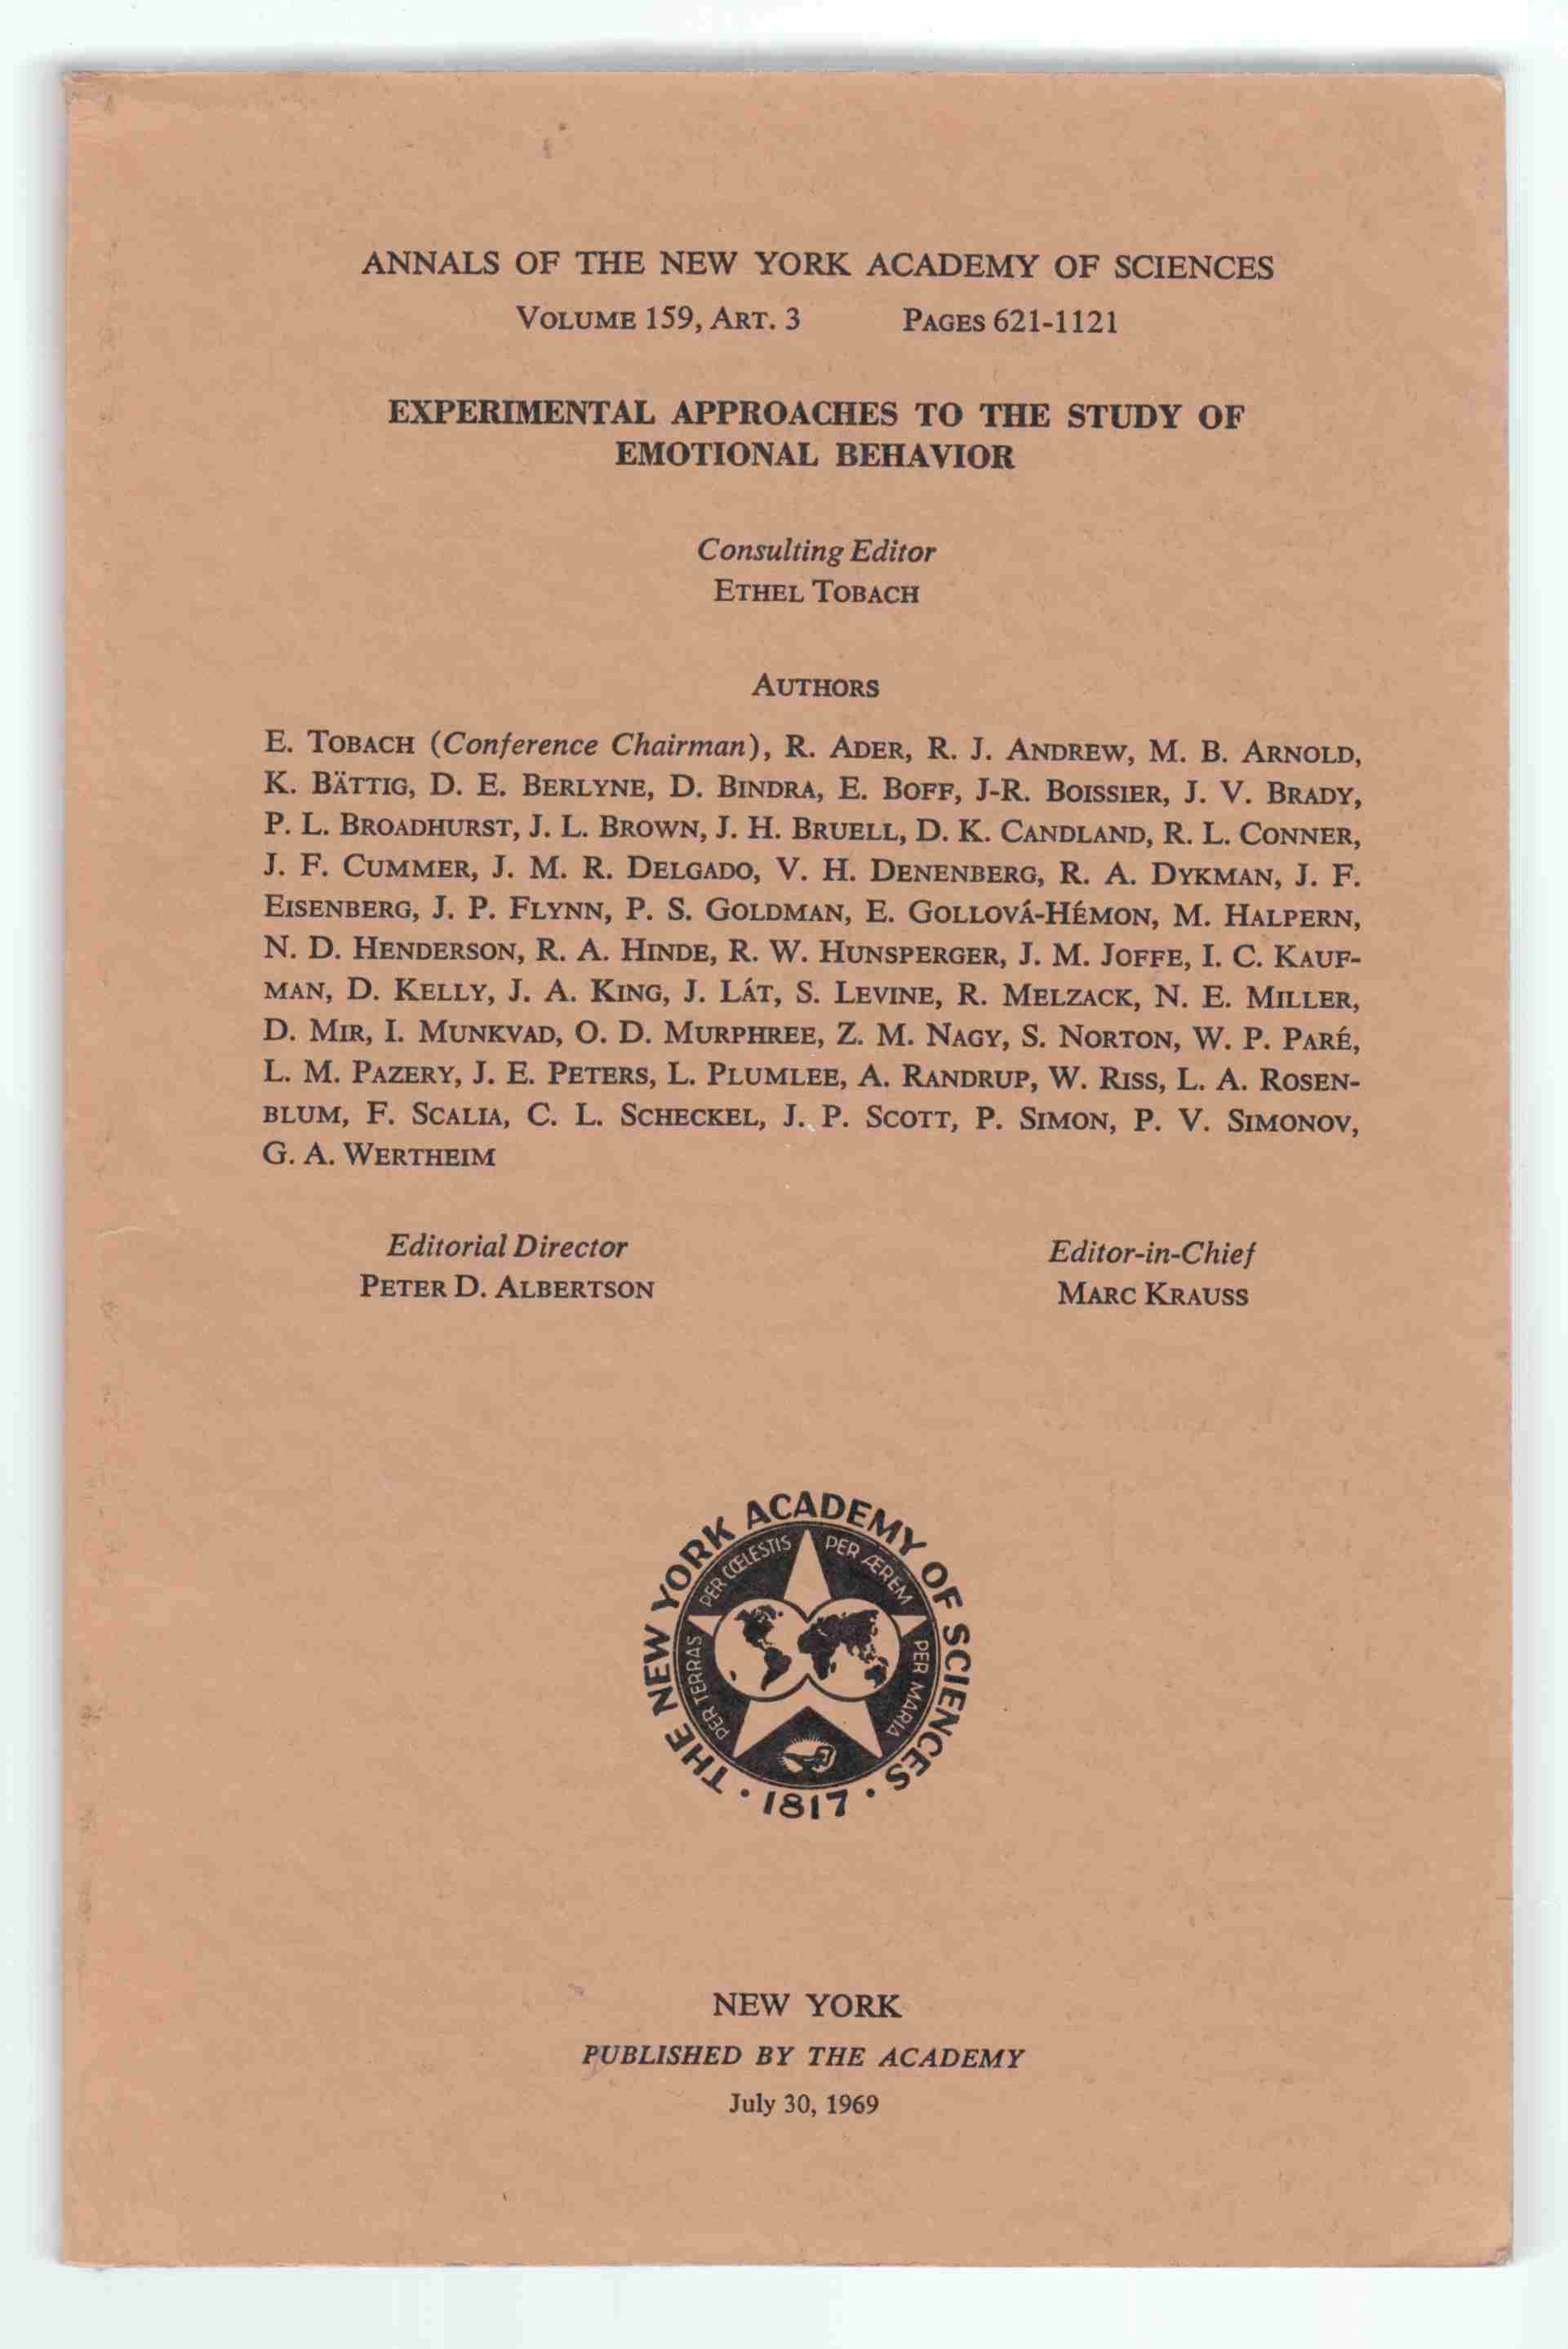 ANNALS OF THE NEW YORK ACADEMY OF SCIENCES
VOLUME 159, ART. 3 PAGES 621-1121
EXPERIMENTAL APPROACHES TO THE STUDY OF
EMOTIONAL BEHAVIOR
Consulting Editor
ETHEL TOBACH
AUTHORS
E. TOBACH (Conference Chairman), R. ADER, R. J. ANDREW, M. B. ARNOLD,
K. BÄTTIG, D. E. BERLYNE, D. BINDRA, E. BOFF, J-R. BOISSIER, J. V. BRADY,
P. L. BROADHURST, J. L. BROWN, J. H. BRUELL, D. K. CANDLAND, R. L. CONNER,
J. F. CUMMER, J. M. R. DELGADO, V. H. DENENBERG, R. A. DYKMAN, J. F.
EISENBERG, J. P. FLYNN, P. S. GOLDMAN, E. GOLLOVÁ-HÉMON, M. HALPERN,
N. D. HENDERSON, R. A. HINDE, R. W. HUNSPERGER, J. M. JOFFE, I. C. KAUF-
MAN, D. KELLY, J. A. KING, J. LÁT, S. LEVINE, R. MELZACK, N. E. MILLER,
D. MIR, I. MUNKVAD, O. D. MURPHREE, Z. M. NAGY, S. NORTON, W. P. PARÉ,
L. M. PAZERY, J. E. PETERS, L. PLUMLEE, A. RANDRUP, W. RISS, L. A. ROSEN-
BLUM, F. SCALIA, C. L. SCHECKEL, J. P. SCOTT, P. SIMON, P. V. SIMONOV,
G. A. WERTHEIM
Editorial Director Editor-in-Chief
PETER D. ALBERTSON MARC KRAUSS
THE NEW YORK ACADEMY OF SCIENCES
PER TERRAS PER CŒLESTIS PER ÆREM PER MARIA
· 1817 ·
NEW YORK
PUBLISHED BY THE ACADEMY
July 30, 1969